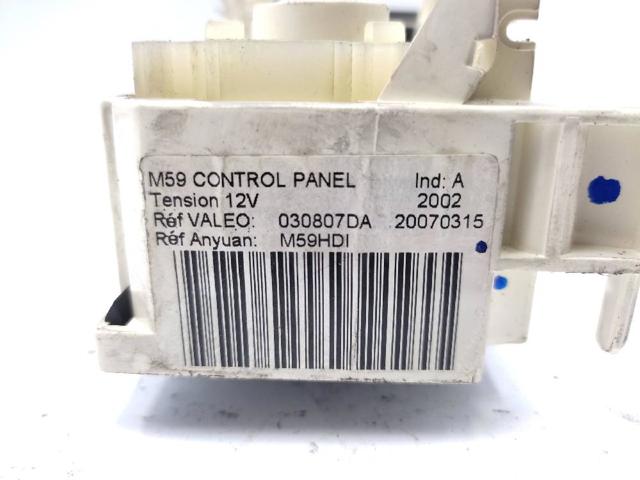 M59 CONTROL PANEL Ind: A
Tension 12V 2002
Réf VALEO: 030807DA 20070315
Réf Anyuan: M59HDI